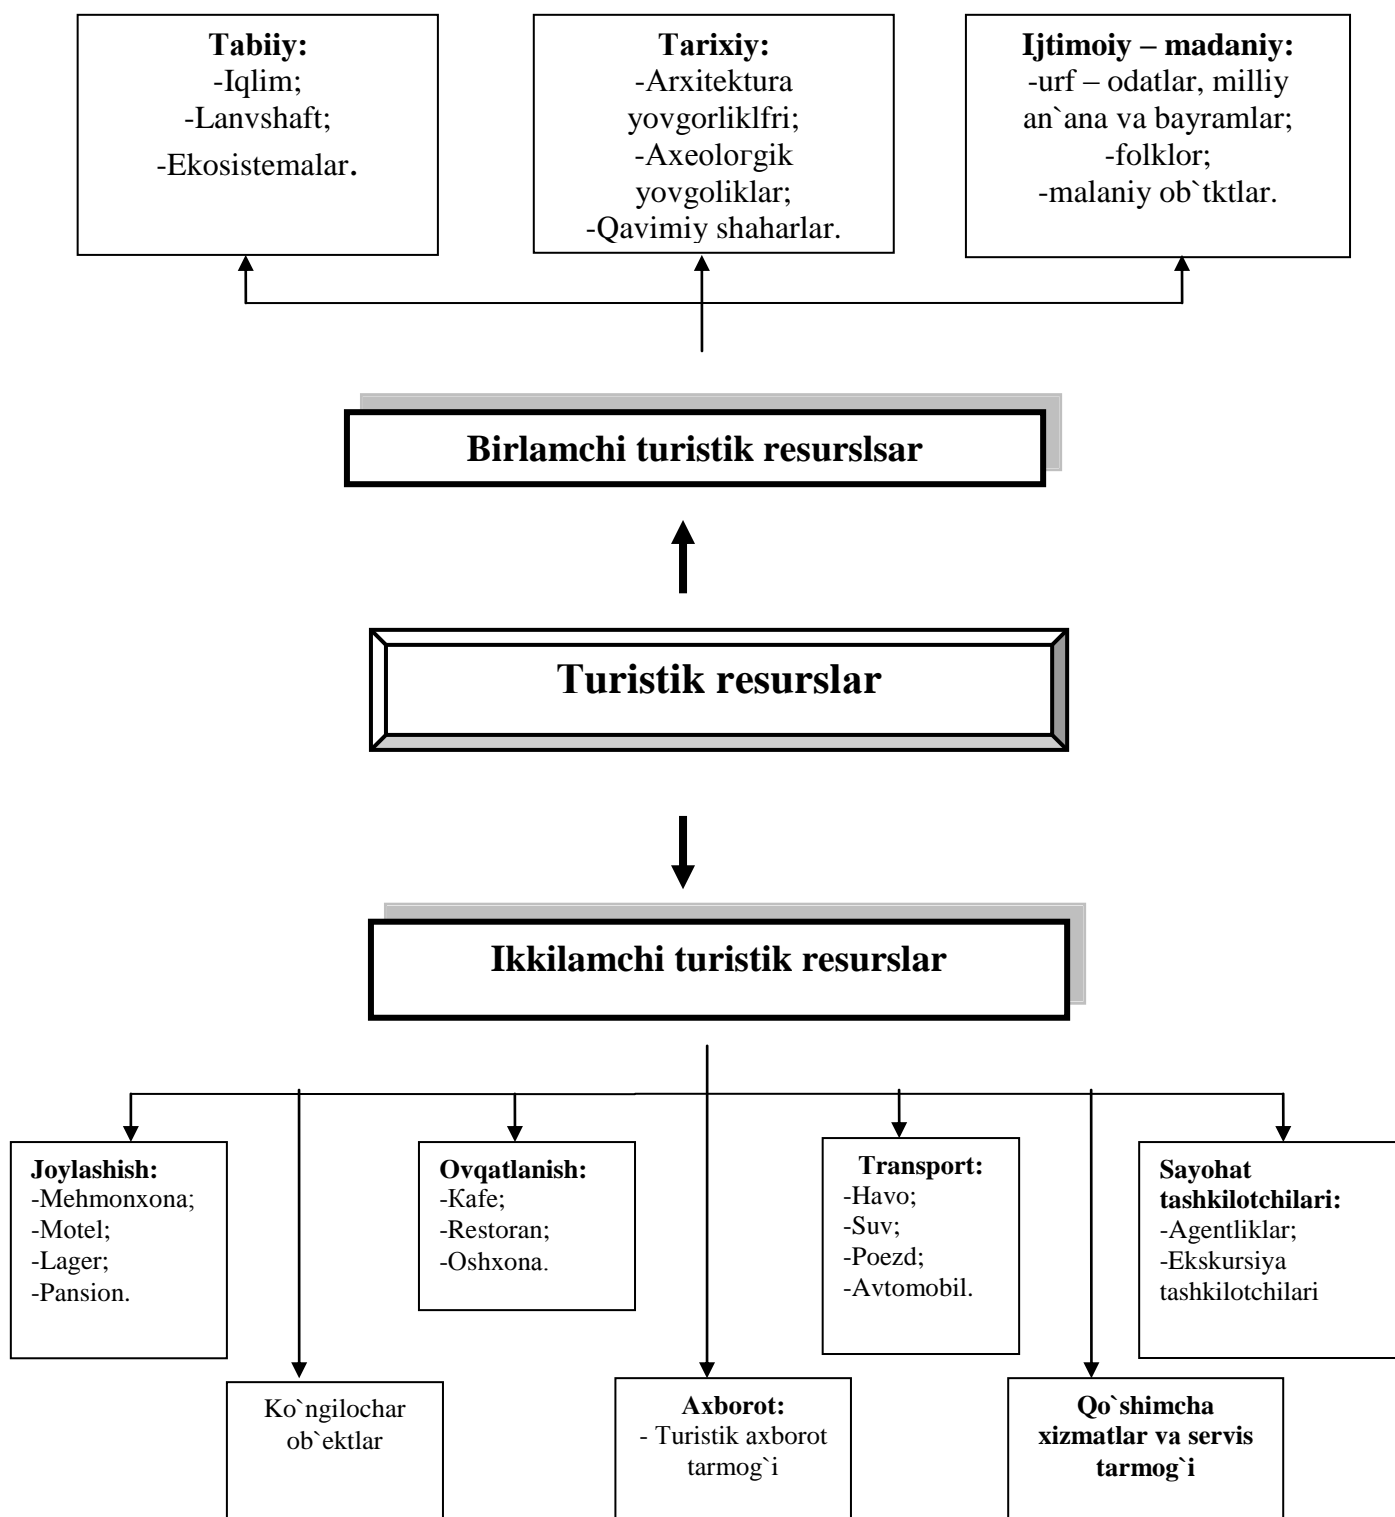 Tabiiy:
-Iqlim;
-Lanvshaft;
-Ekosistemalar.
Tarixiy:
-Arxitektura
yovgorliklfri;
-Axeoloгgik
yovgoliklar;
-Qavimiy shaharlar.
Ijtimoiy – madaniy:
-urf – odatlar, milliy
an`ana va bayramlar;
-folklor;
-malaniy ob`tktlar.
Birlamchi turistik resurslsar
Turistik resurslar
Ikkilamchi turistik resurslar
Joylashish:
-Mehmonxona;
-Motel;
-Lager;
-Pansion.
Ovqatlanish:
-Kafe;
-Restoran;
-Oshxona.
Transport:
-Havo;
-Suv;
-Poezd;
-Avtomobil.
Sayohat
tashkilotchilari:
-Agentliklar;
-Ekskursiya
tashkilotchilari
Ko`ngilochar
ob`ektlar
Axborot:
- Turistik axborot
tarmog`i
Qo`shimcha
xizmatlar va servis
tarmog`i